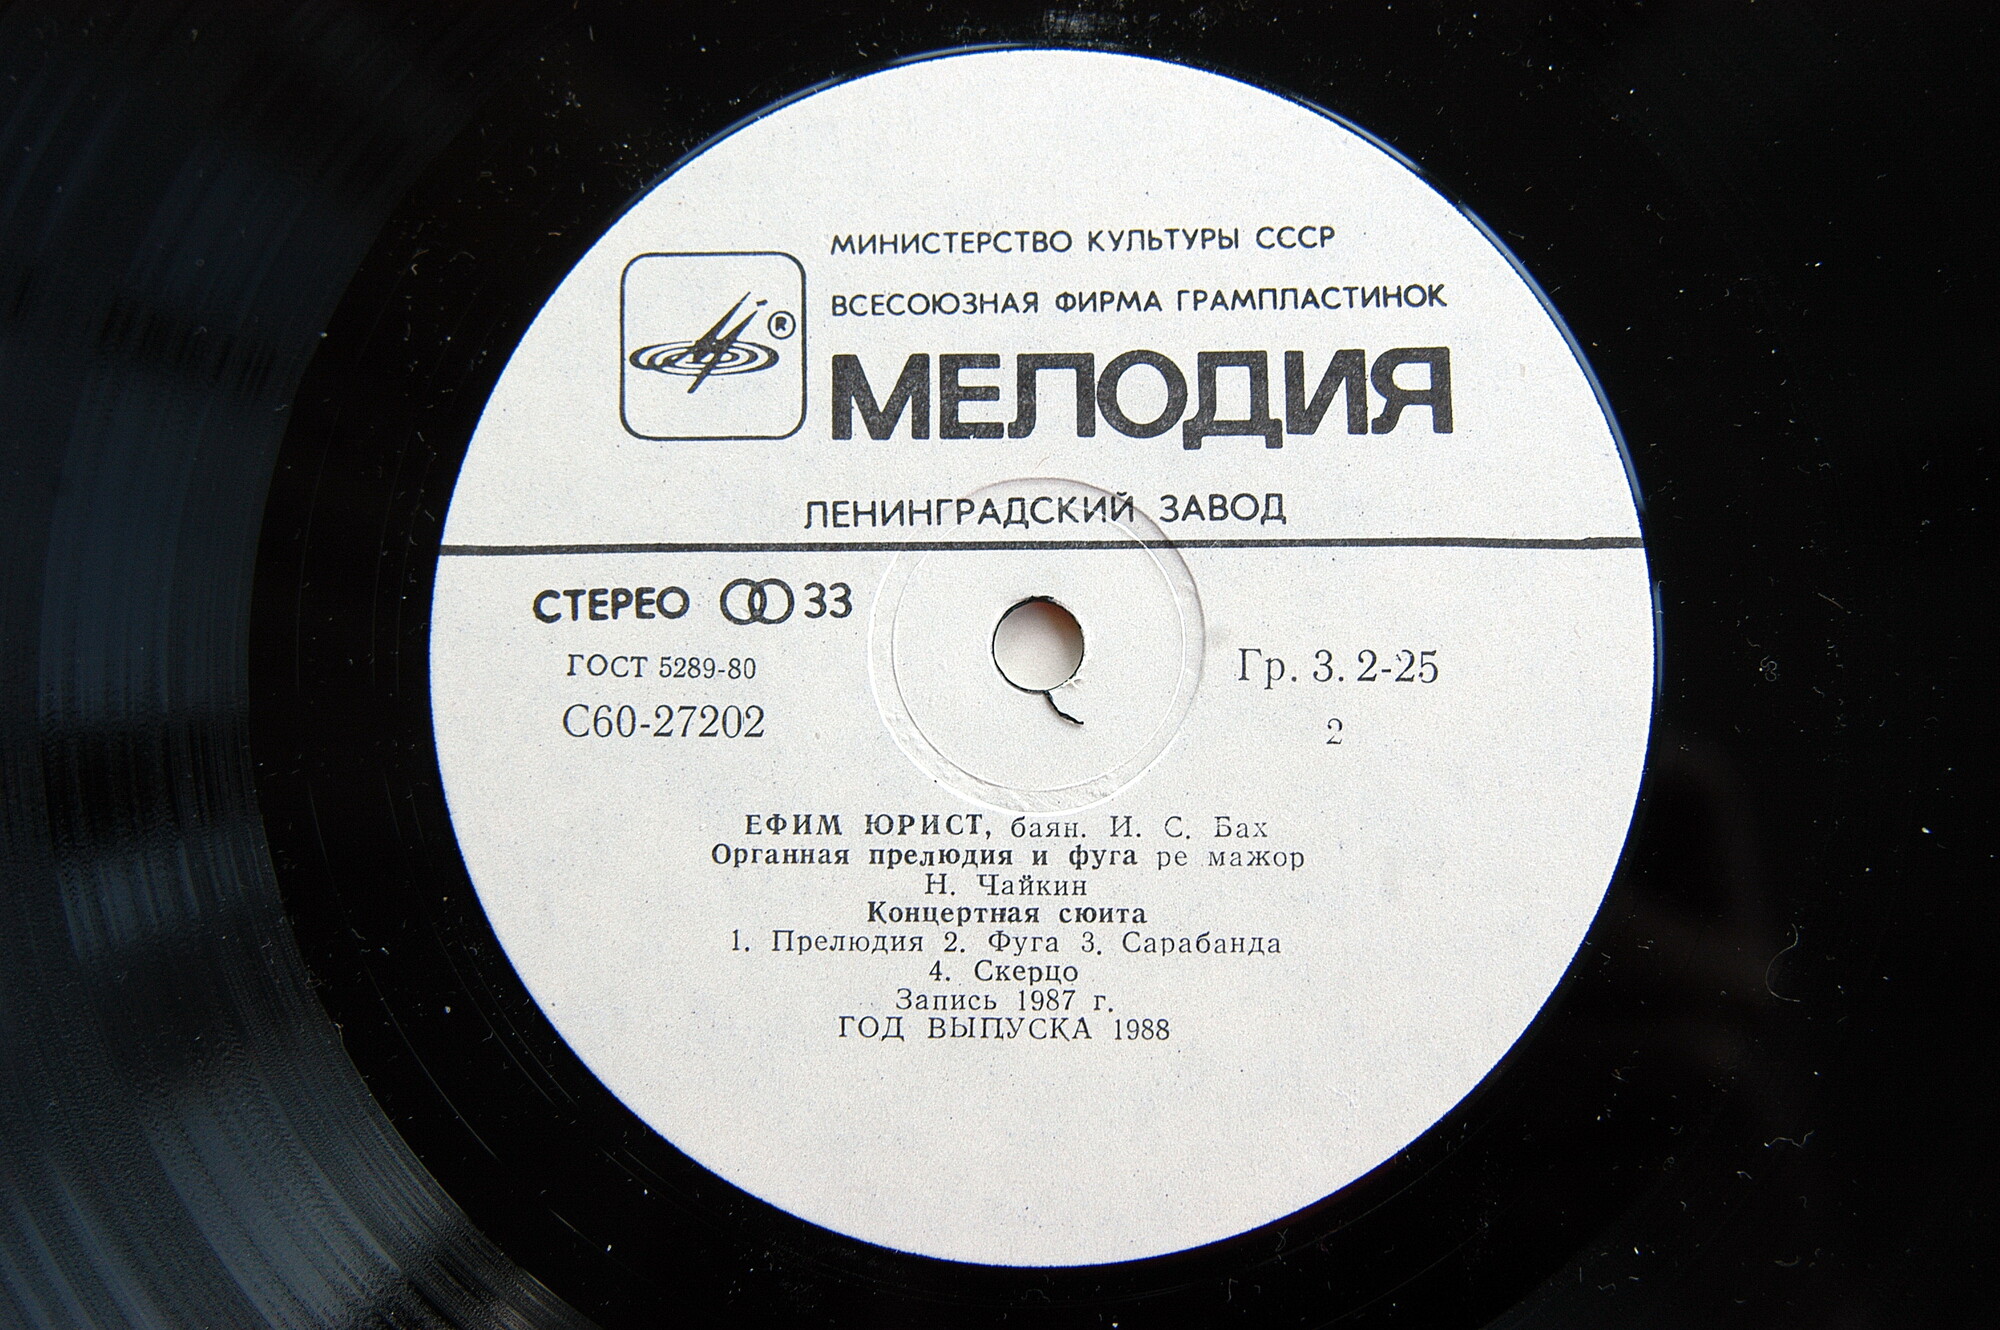 МИНИСТЕРСТВО КУЛЬТУРЫ СССР
ВСЕСОЮЗНАЯ ФИРМА ГРАМПЛАСТИНОК
®
МЕЛОДИЯ
ЛЕНИНГРАДСКИЙ ЗАВОД
СТЕРЕО 33
ГОСТ 5289-80
С60-27202
Гр. 3. 2-25
2
ЕФИМ ЮРИСТ, баян. И. С. Бах
Органная прелюдия и фуга ре мажор
Н. Чайкин
Концертная сюита
1. Прелюдия 2. Фуга 3. Сарабанда
4. Скерцо
Запись 1987 г.
ГОД ВЫПУСКА 1988